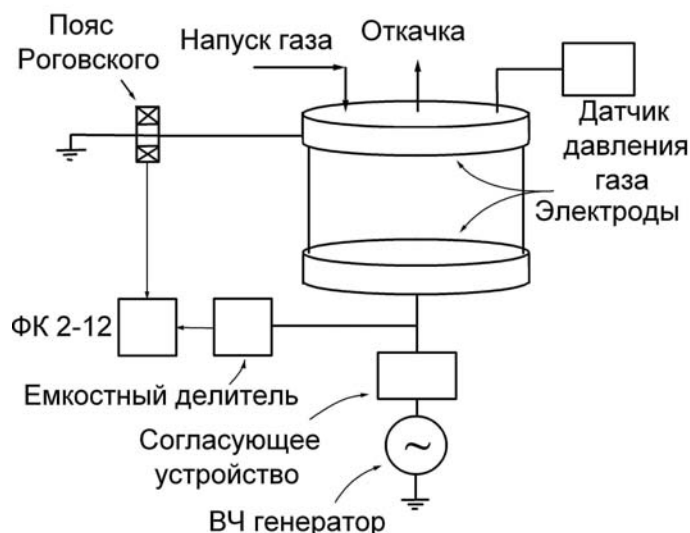 Пояс
Роговского
Напуск газа
Откачка
Датчик
давления
газа
Электроды
ФК 2-12
Емкостный делитель
Согласующее
устройство
~
ВЧ генератор